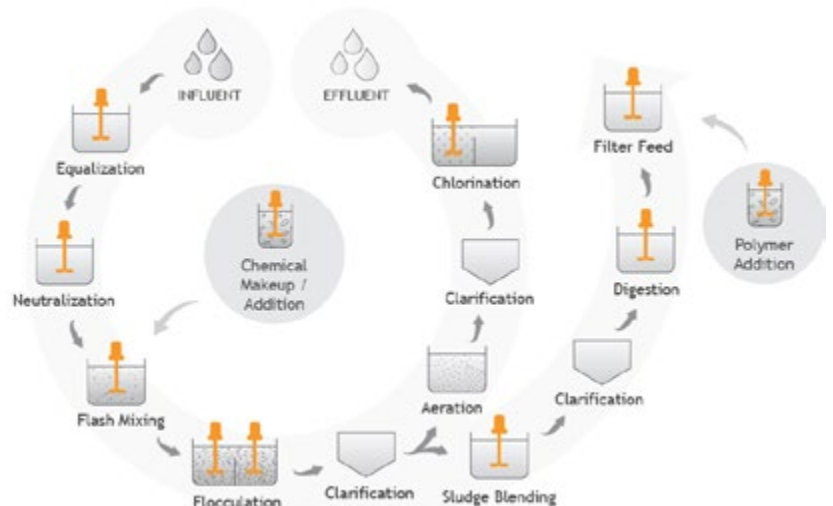 INFLUENT
EFFLUENT
Equalization
Neutralization
Chemical
Makeup /
Addition
Flash Mixing
Flocculation
Clarification
Aeration
Clarification
Chlorination
Sludge Blending
Clarification
Digestion
Filter Feed
Polymer
Addition